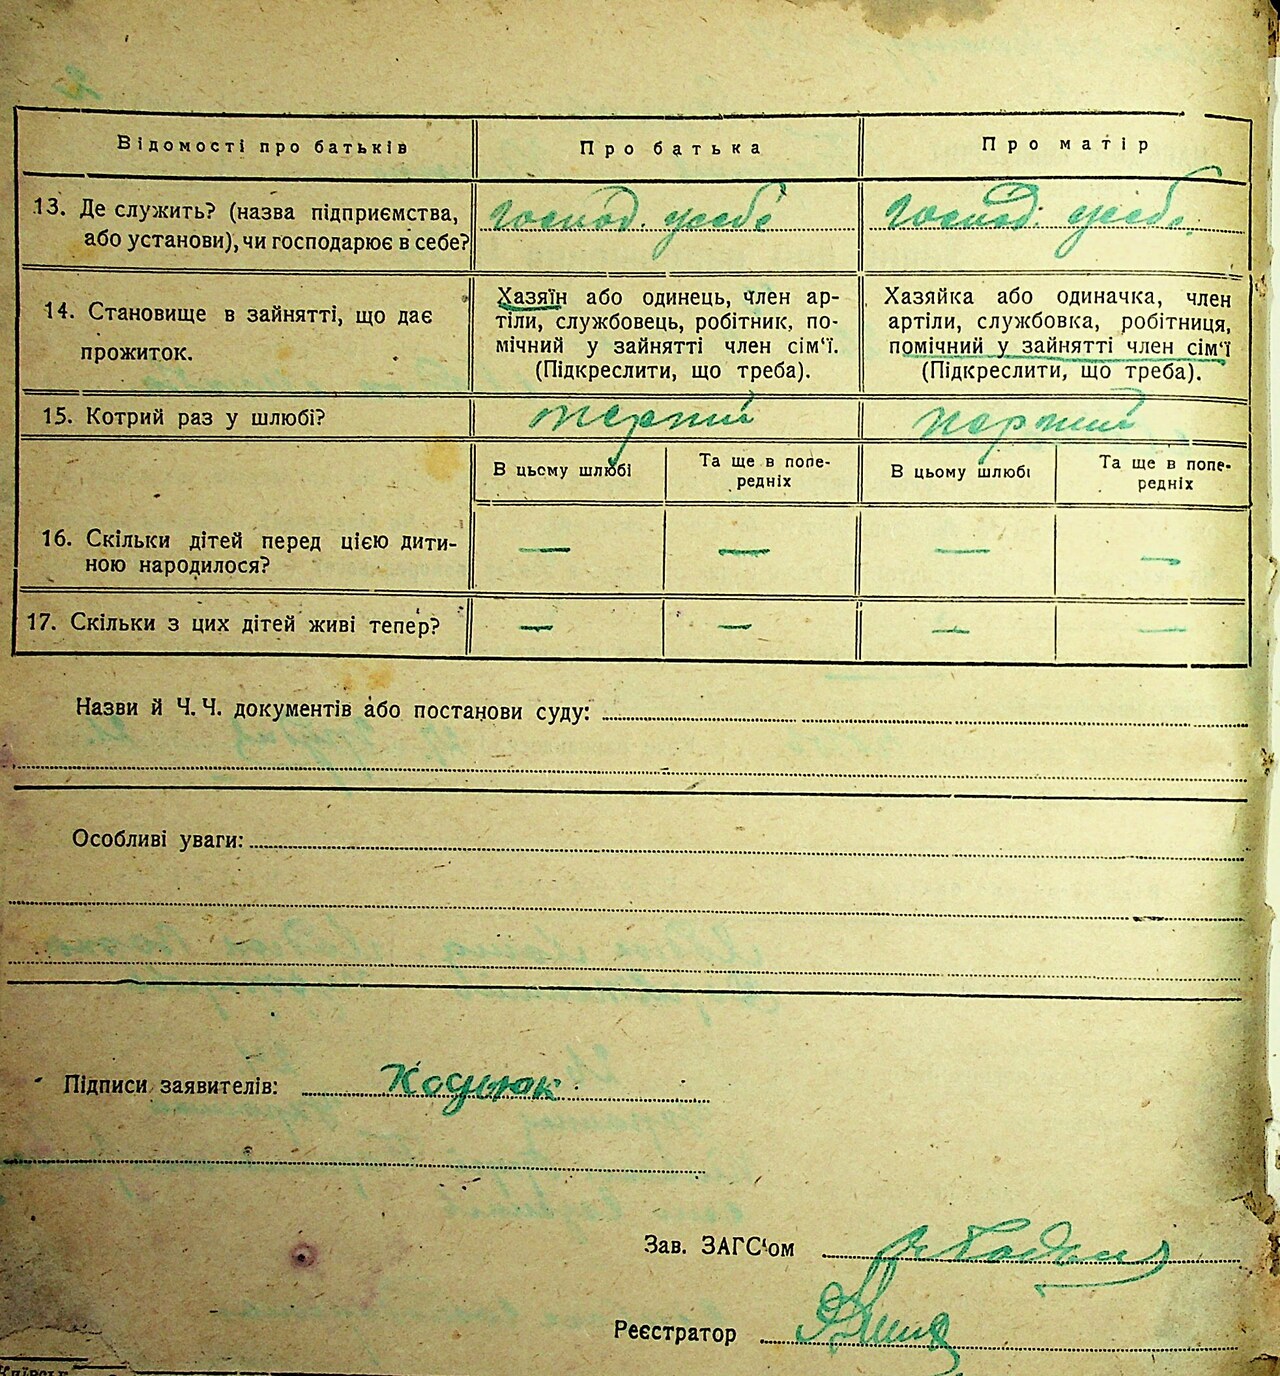 Відомості про батьків
Про батька
Про матір
13. Де служить? (назва підприємства,
або установи), чи господарює в себе?
господ. усебе
господ. усебе
14. Становище в зайнятті, що дає
прожиток.
Хазяїн або одинець, член ар-
тіли, службовець, робітник, по-
мічний у зайнятті член сім‘ї.
(Підкреслити, що треба).
Хазяйка або одиначка, член
артіли, службовка, робітниця,
помічний у зайнятті член сім‘ї
(Підкреслити, що треба).
15. Котрий раз у шлюбі?
перший
перший
В цьому шлюбі
Та ще в попе-
редніх
В цьому шлюбі
Та ще в попе-
редніх
16. Скільки дітей перед цією дити-
ною народилося?
— — — —
17. Скільки з цих дітей живі тепер?
— — — —
Назви й Ч. Ч. документів або постанови суду:
Особливі уваги:
Підписи заявителів:
Зав. ЗАГС‘ом
Реєстратор